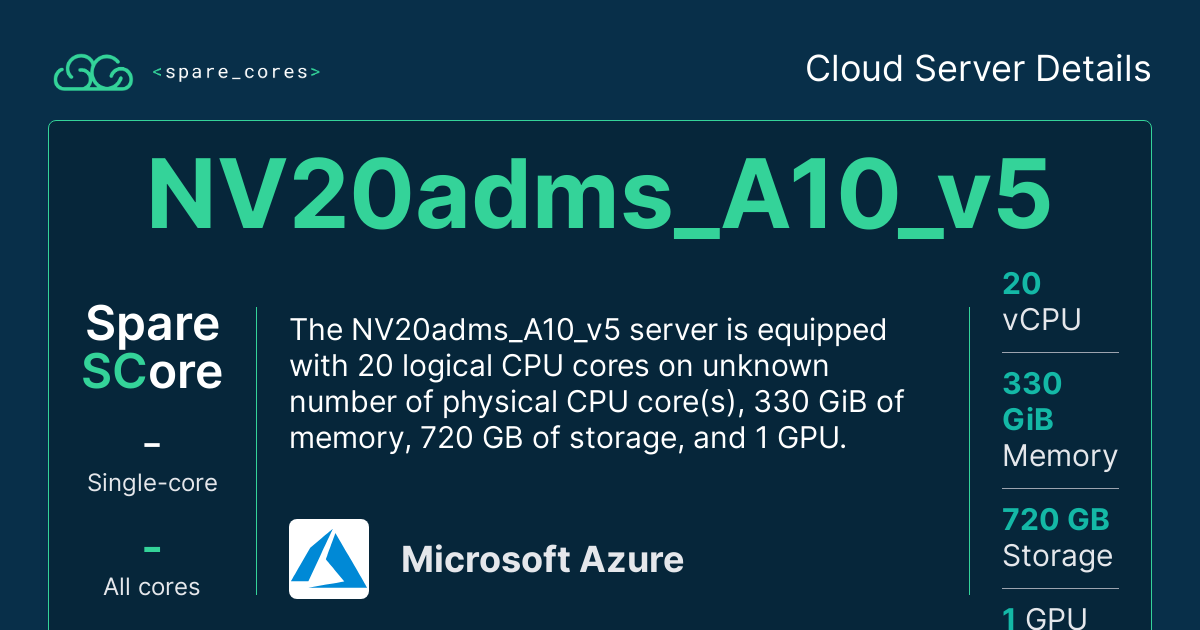 <spare_cores>
Cloud Server Details
NV20adms_A10_v5
Spare
SCore
-
Single-core
-
All cores
The NV20adms_A10_v5 server is equipped
with 20 logical CPU cores on unknown
number of physical CPU core(s), 330 GiB of
memory, 720 GB of storage, and 1 GPU.
Microsoft Azure
20
vCPU
330
GiB
Memory
720 GB
Storage
1 GPU